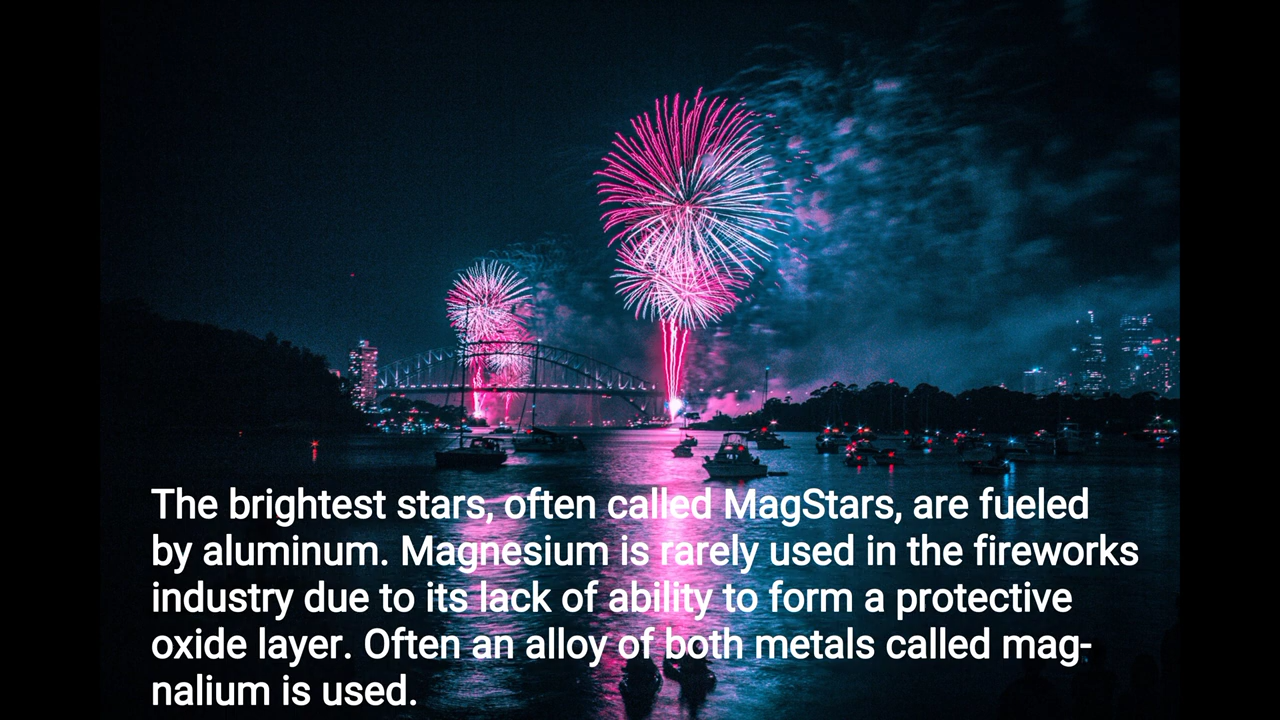 The brightest stars, often called MagStars, are fueled
by aluminum. Magnesium is rarely used in the fireworks
industry due to its lack of ability to form a protective
oxide layer. Often an alloy of both metals called mag-
nalium is used.